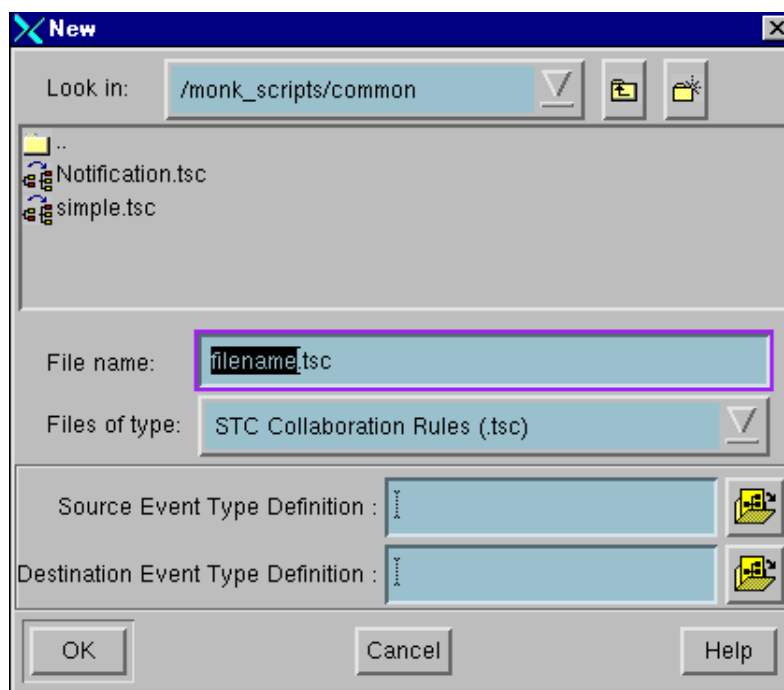 New
Look in: /monk_scripts/common
..
Notification.tsc
simple.tsc
File name: filename.tsc
Files of type: STC Collaboration Rules (.tsc)
Source Event Type Definition :
Destination Event Type Definition :
OK Cancel Help